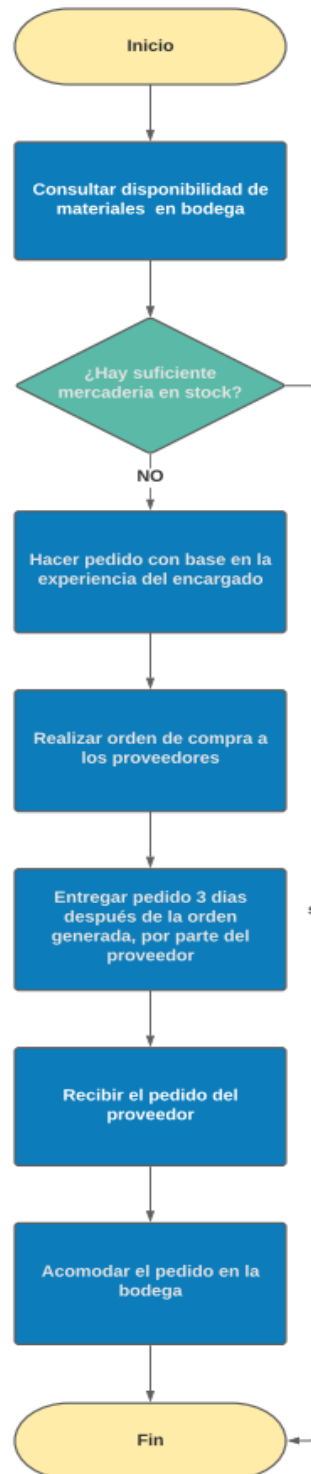 Inicio
Consultar disponibilidad de
materiales en bodega
¿Hay suficiente
mercaderia en stock?
NO
Hacer pedido con base en la
experiencia del encargado
Realizar orden de compra a
los proveedores
Entregar pedido 3 dias
después de la orden
generada, por parte del
proveedor
Recibir el pedido del
proveedor
Acomodar el pedido en la
bodega
Fin